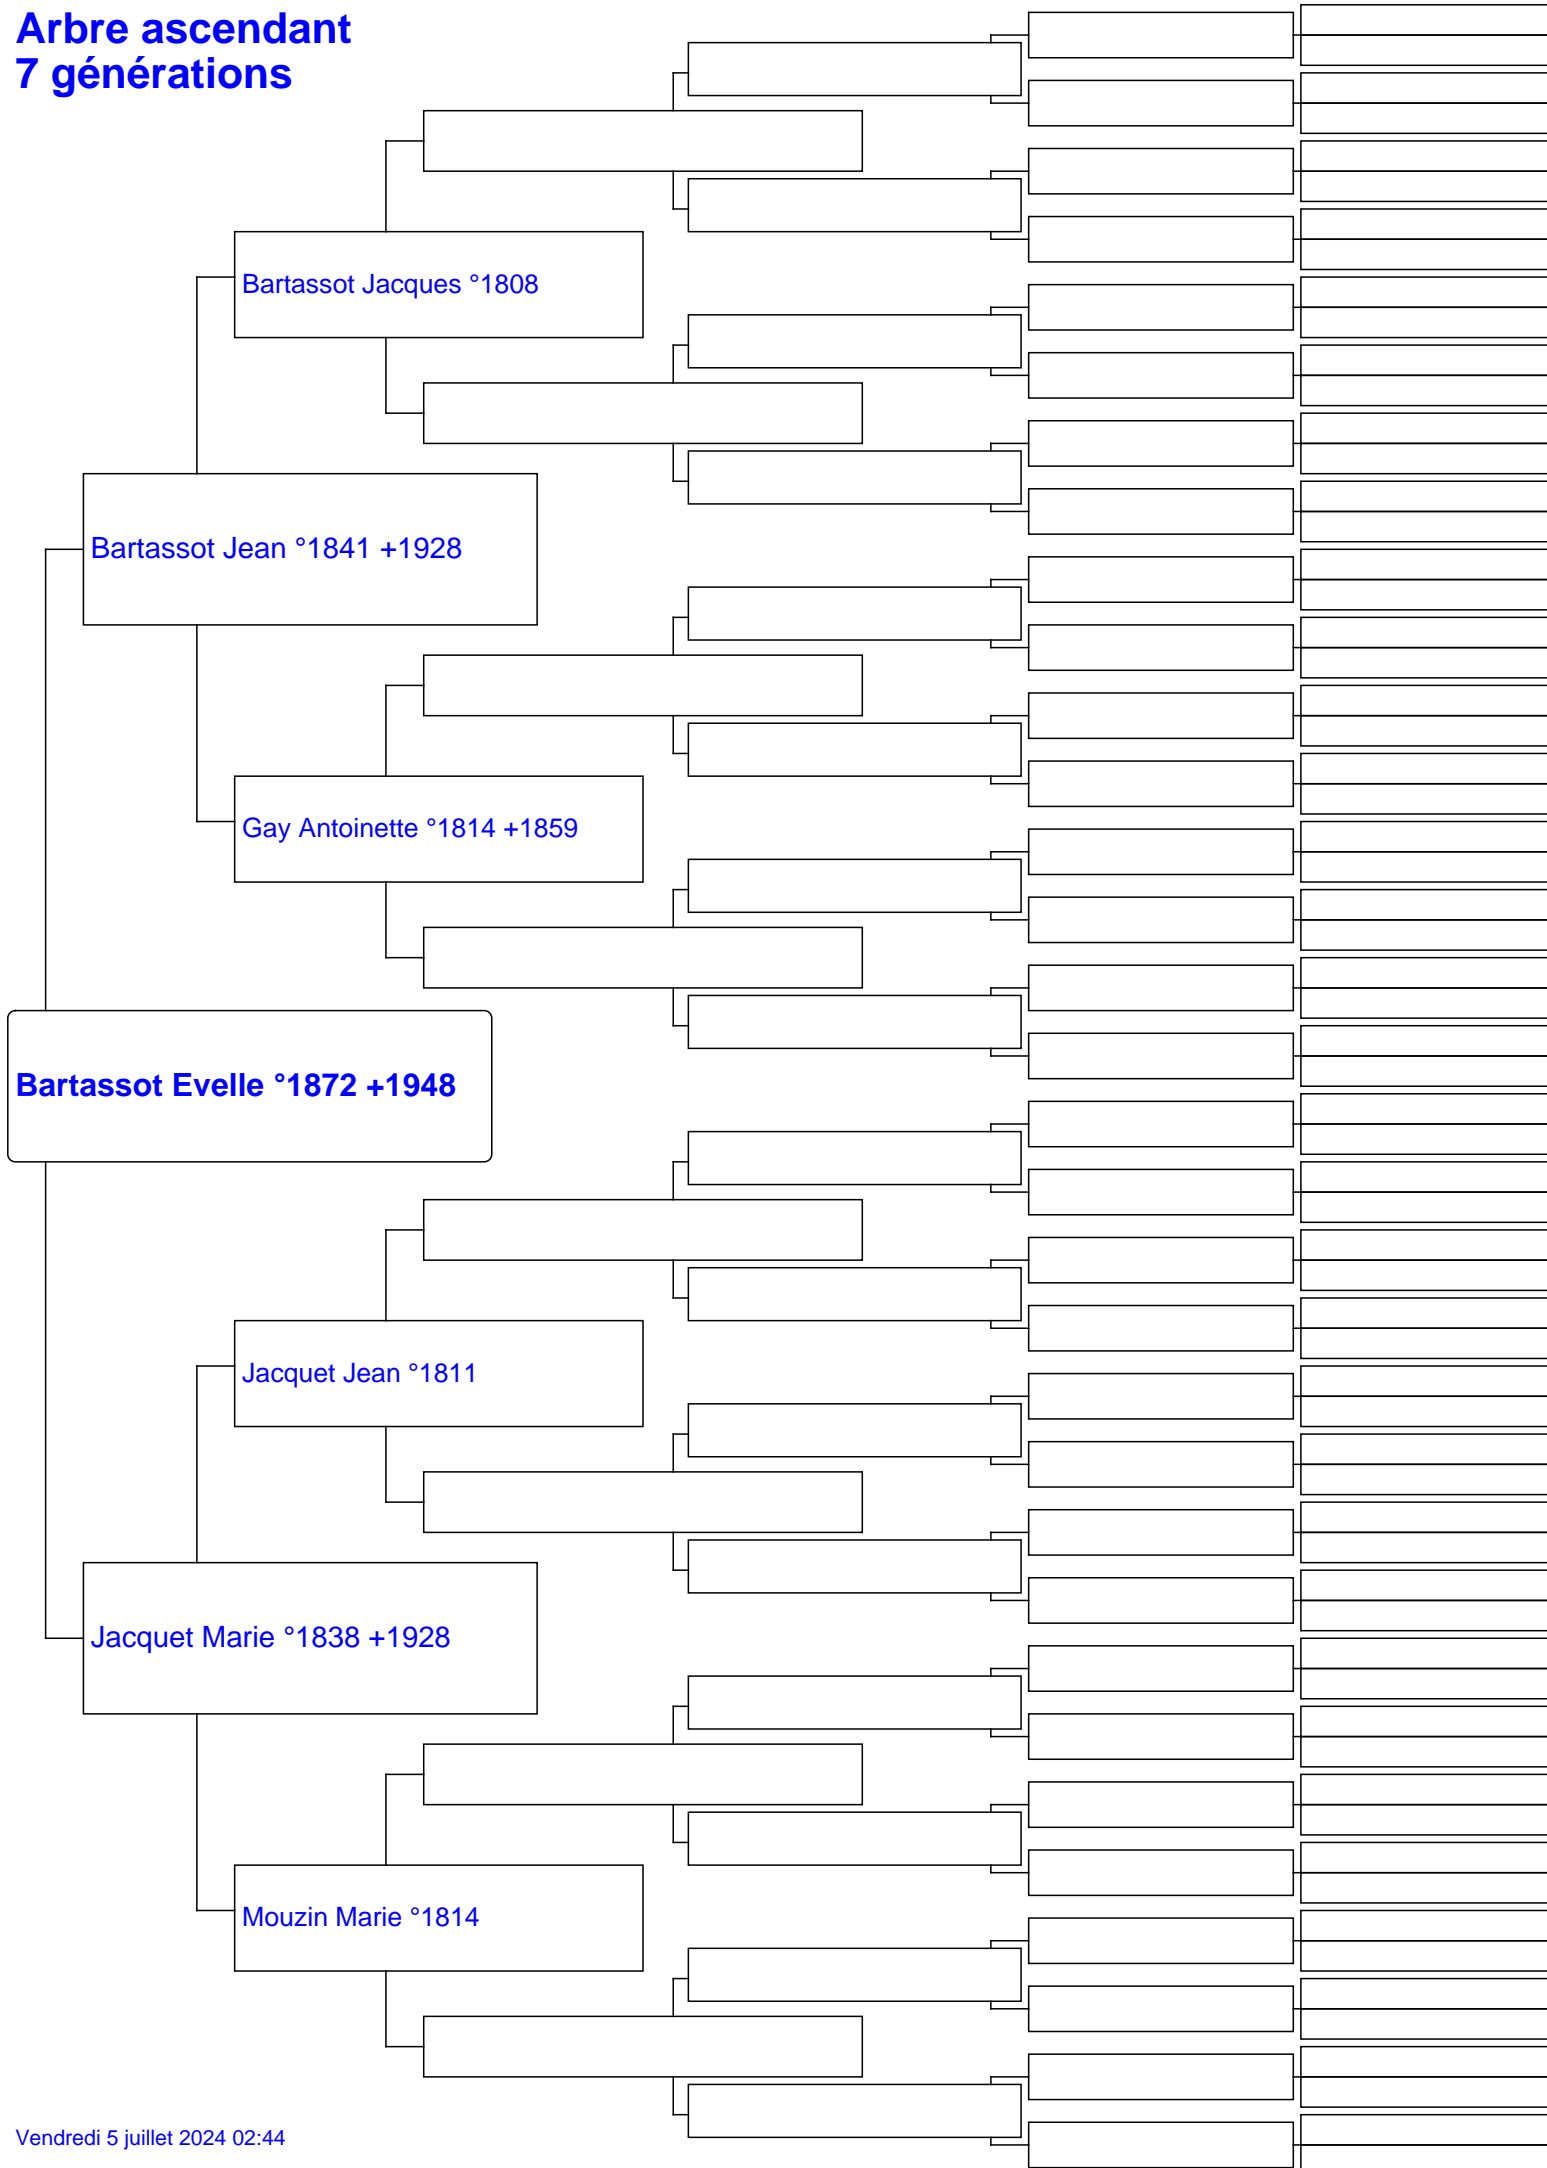 Arbre ascendant
7 générations
Bartassot Jacques °1808
Bartassot Jean °1841 +1928
Gay Antoinette °1814 +1859
Bartassot Evelle °1872 +1948
Jacquet Jean °1811
Jacquet Marie °1838 +1928
Mouzin Marie °1814
Vendredi 5 juillet 2024 02:44